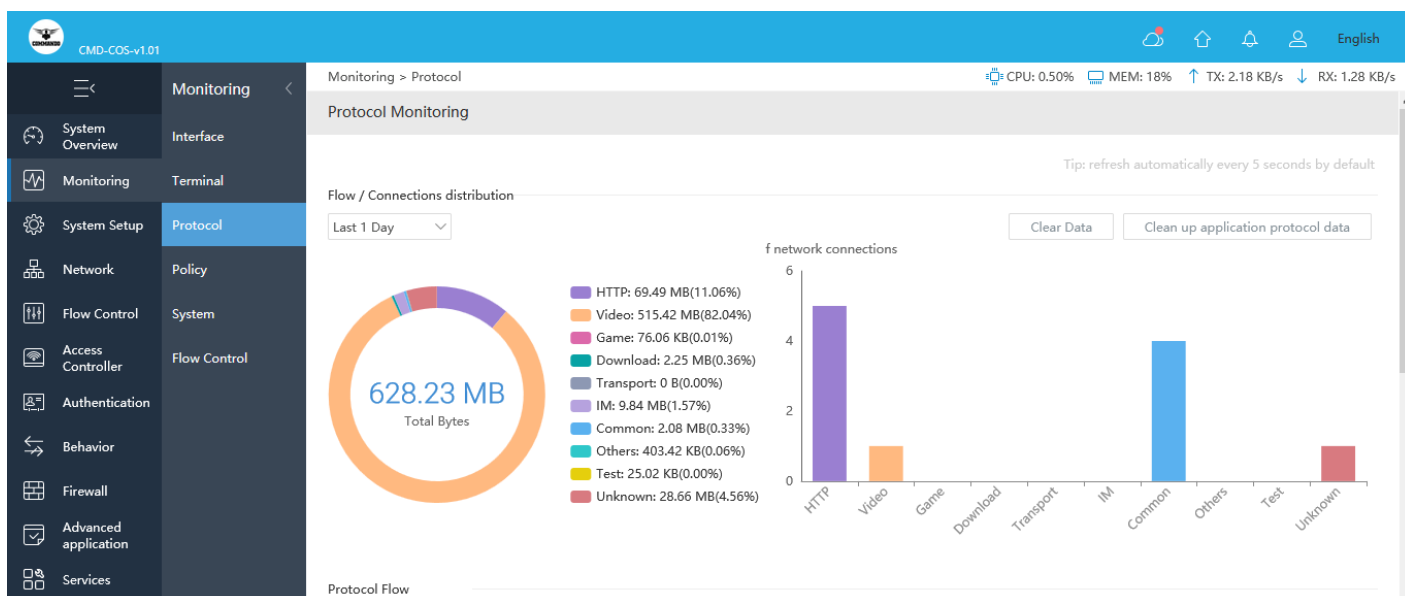 COMMANDO
CMD-COS-v1.01
English
Monitoring
Monitoring > Protocol
CPU: 0.50%
MEM: 18%
TX: 2.18 KB/s
RX: 1.28 KB/s
Protocol Monitoring
System
Overview
Monitoring
System Setup
Network
Flow Control
Access
Controller
Authentication
Behavior
Firewall
Advanced
application
Services
Interface
Terminal
Protocol
Policy
System
Flow Control
Tip: refresh automatically every 5 seconds by default
Flow / Connections distribution
Last 1 Day
Clear Data
Clean up application protocol data
628.23 MB
Total Bytes
HTTP: 69.49 MB(11.06%)
Video: 515.42 MB(82.04%)
Game: 76.06 KB(0.01%)
Download: 2.25 MB(0.36%)
Transport: 0 B(0.00%)
IM: 9.84 MB(1.57%)
Common: 2.08 MB(0.33%)
Others: 403.42 KB(0.06%)
Test: 25.02 KB(0.00%)
Unknown: 28.66 MB(4.56%)
f network connections
6
4
2
0
HTTP
Video
Game
Download
Transport
IM
Common
Others
Test
Unknown
Protocol Flow